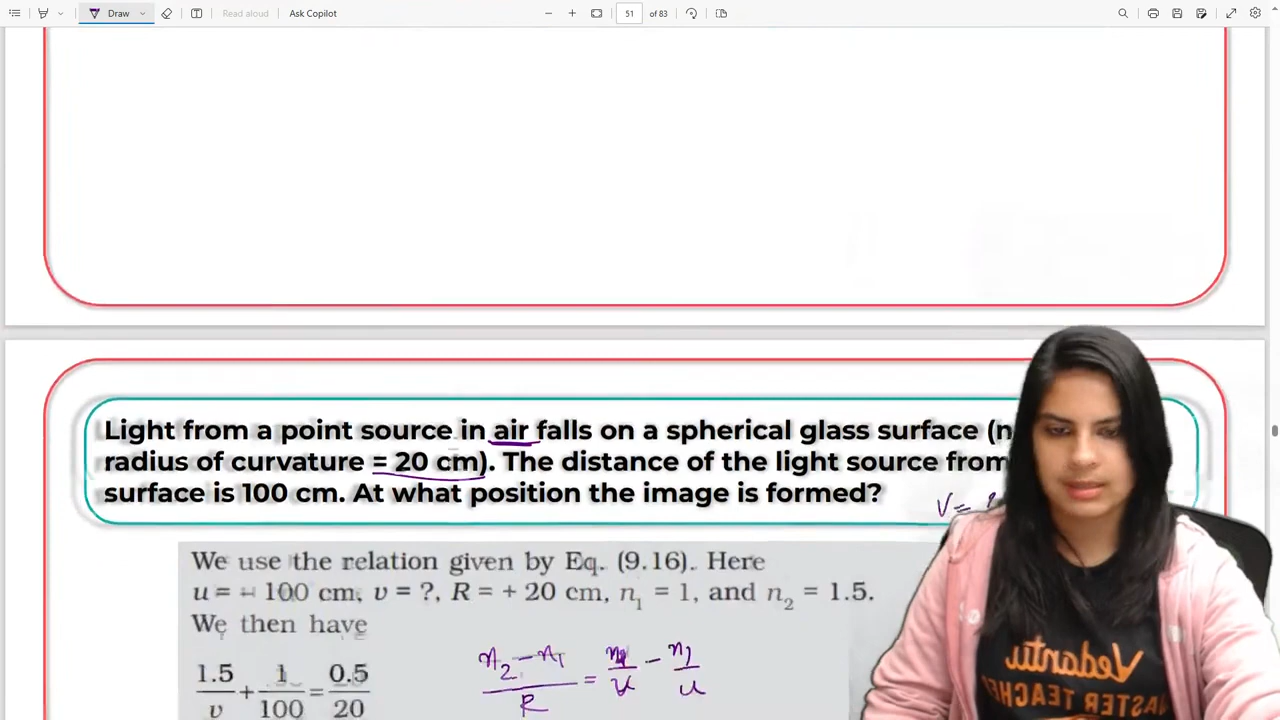 Draw
Read aloud
Ask Copilot
51 of 83
Light from a point source in air falls on a spherical glass surface (n
radius of curvature = 20 cm). The distance of the light source from
surface is 100 cm. At what position the image is formed?
V = ?
We use the relation given by Eq. (9.16). Here
u = – 100 cm, v = ?, R = + 20 cm, n₁ = 1, and n₂ = 1.5.
We then have
1.5/v + 1/100 = 0.5/20
n₂ - n₁/R = n₂/v - n₁/u
Vedantu
MASTER TEACHER